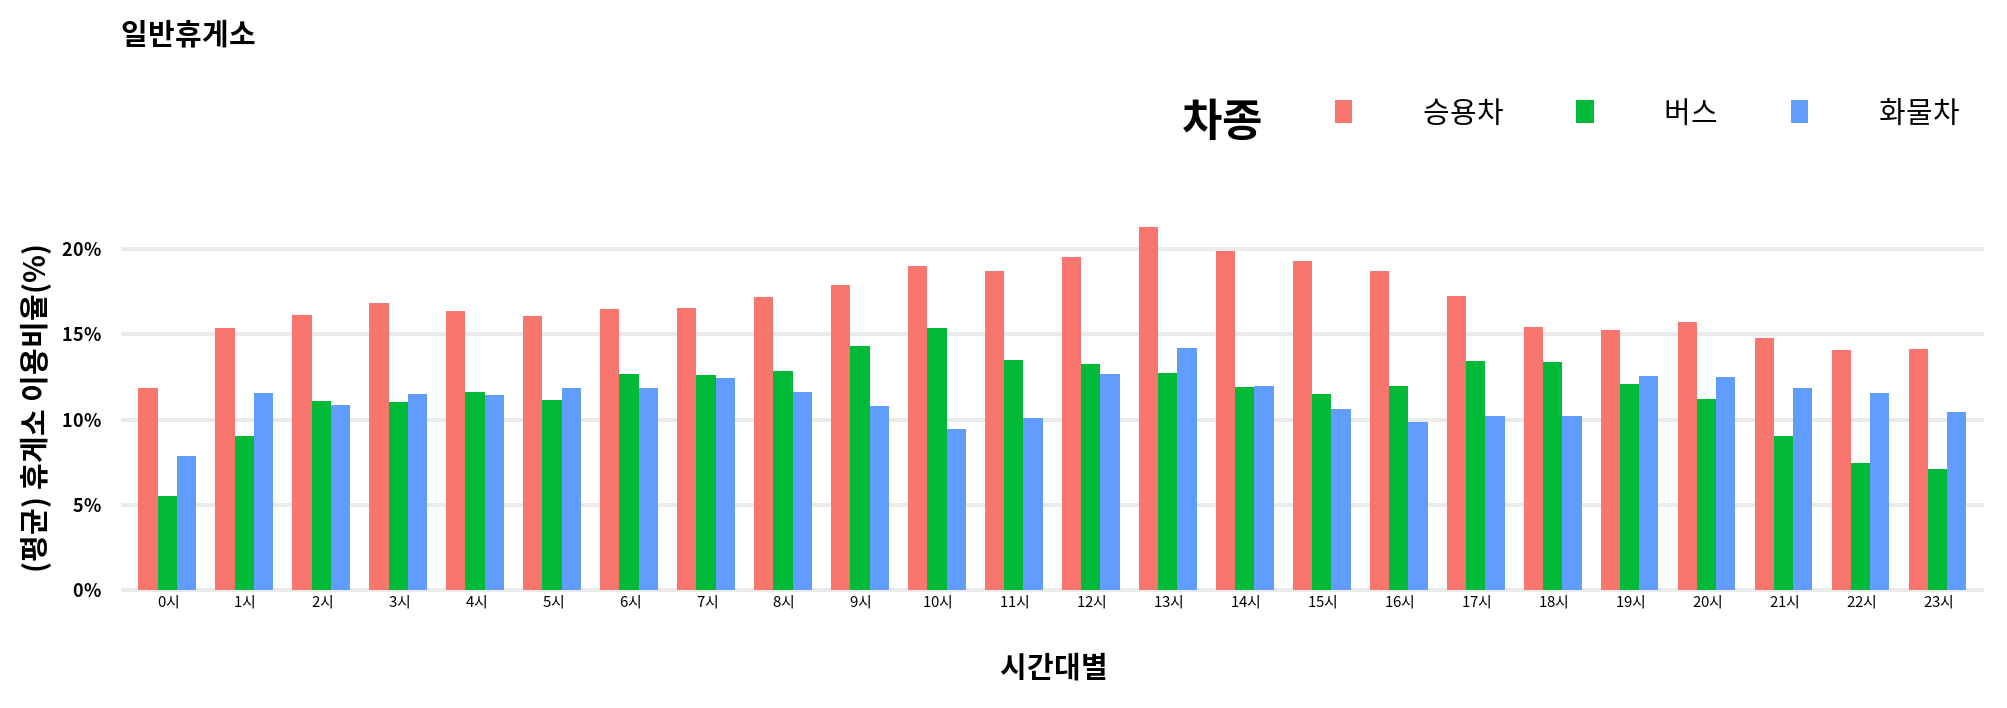 일반휴게소
차종 승용차 버스 화물차
(평균) 휴게소 이용비율(%)
20%
15%
10%
5%
0%
0시 1시 2시 3시 4시 5시 6시 7시 8시 9시 10시 11시 12시 13시 14시 15시 16시 17시 18시 19시 20시 21시 22시 23시
시간대별